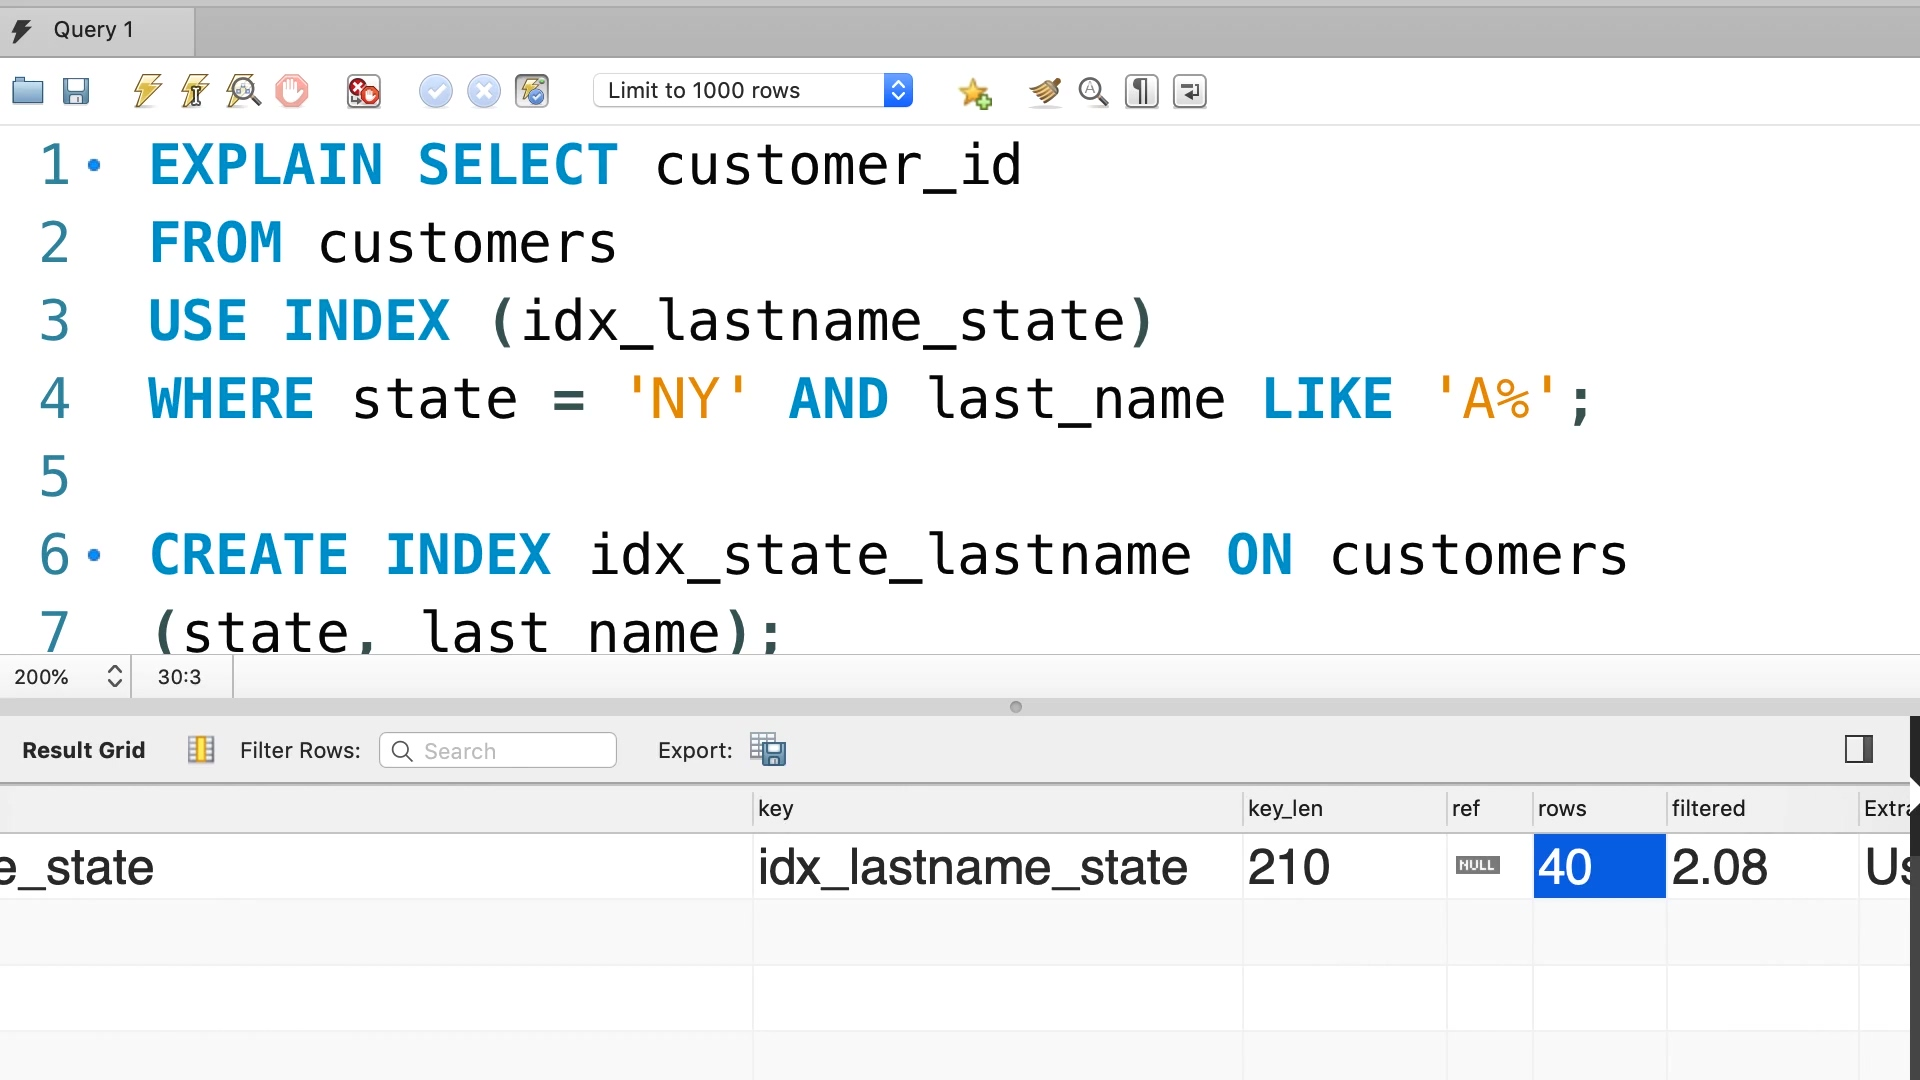 Query 1
Limit to 1000 rows
1 EXPLAIN SELECT customer_id
2 FROM customers
3 USE INDEX (idx_lastname_state)
4 WHERE state = 'NY' AND last_name LIKE 'A%';
5
6 CREATE INDEX idx_state_lastname ON customers
7 (state, last_name);
200% 30:3
Result Grid Filter Rows: Search Export:
key key_len ref rows filtered Extra
e_state idx_lastname_state 210 NULL 40 2.08 Us